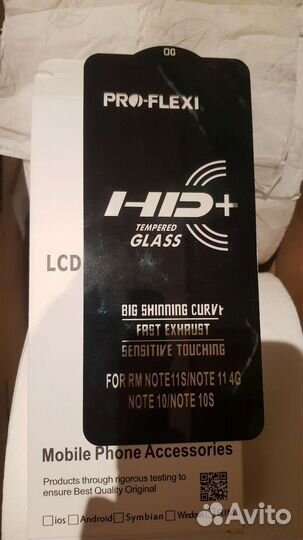 OG
PRO-FLEXI
HD+
TEMPERED
GLASS
LCD
BIG SHINNING CURVE
FAST EXHAUST
SENSITIVE TOUCHING
FOR RM NOTE11S/NOTE 11 4G
NOTE 10/NOTE 10S
Mobile Phone Accessories
Products through rigorous testing to
ensure Best Quality Original
ios Android Symbian
Avito